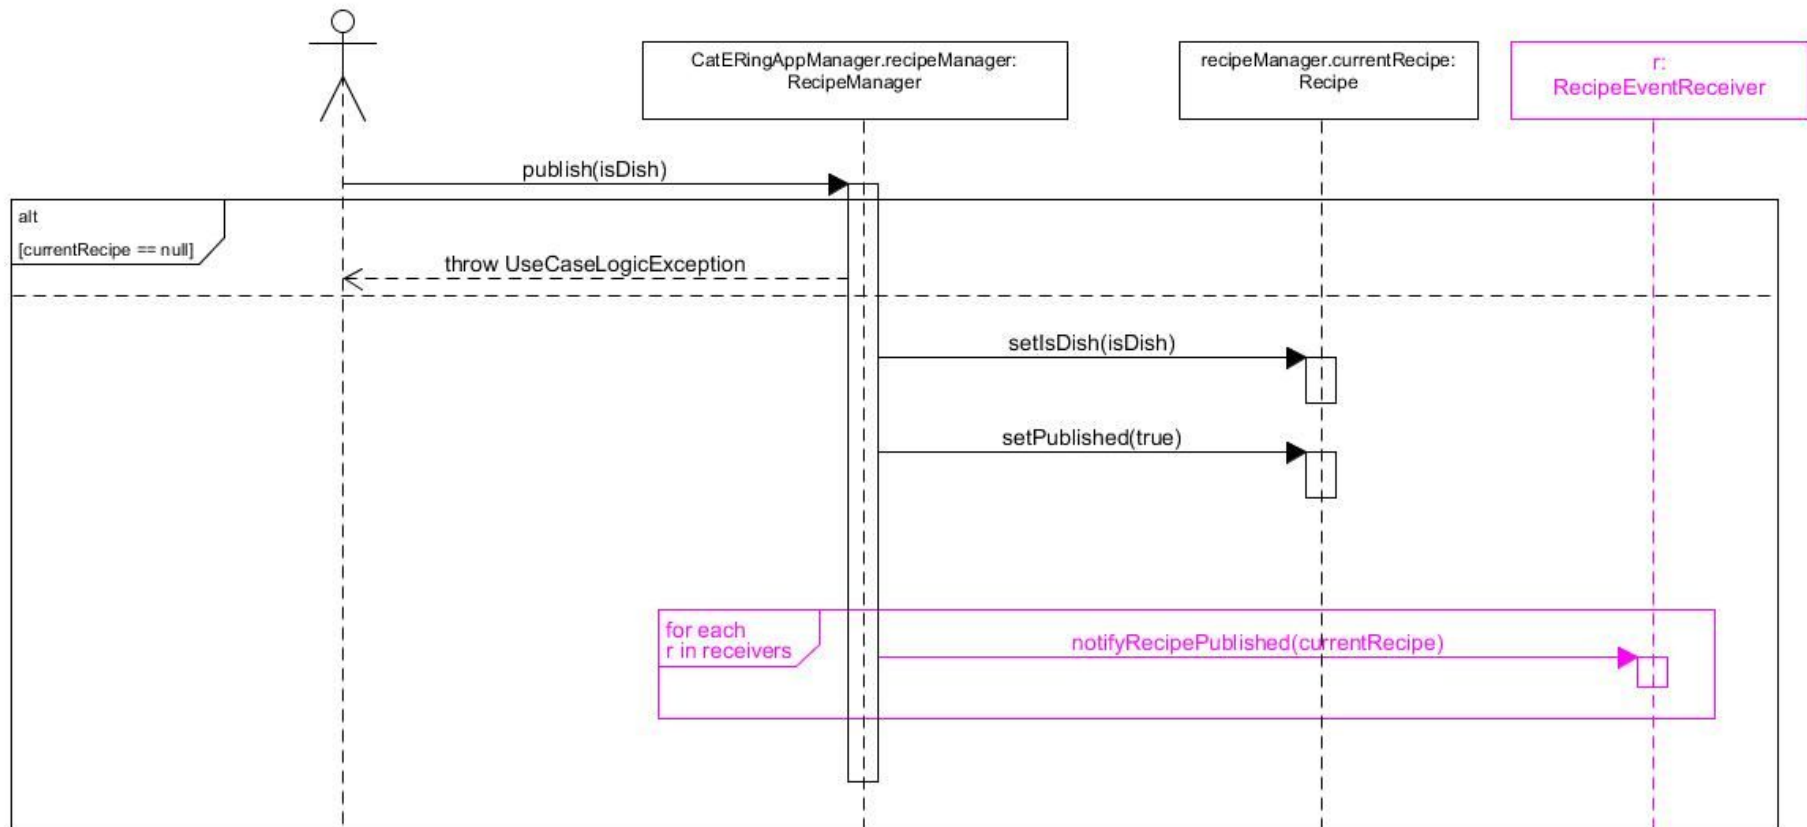 CatERingAppManager.recipeManager:
RecipeManager
recipeManager.currentRecipe:
Recipe
r:
RecipeEventReceiver
publish(isDish)
alt
[currentRecipe == null]
throw UseCaseLogicException
setIsDish(isDish)
setPublished(true)
for each
r in receivers
notifyRecipePublished(currentRecipe)